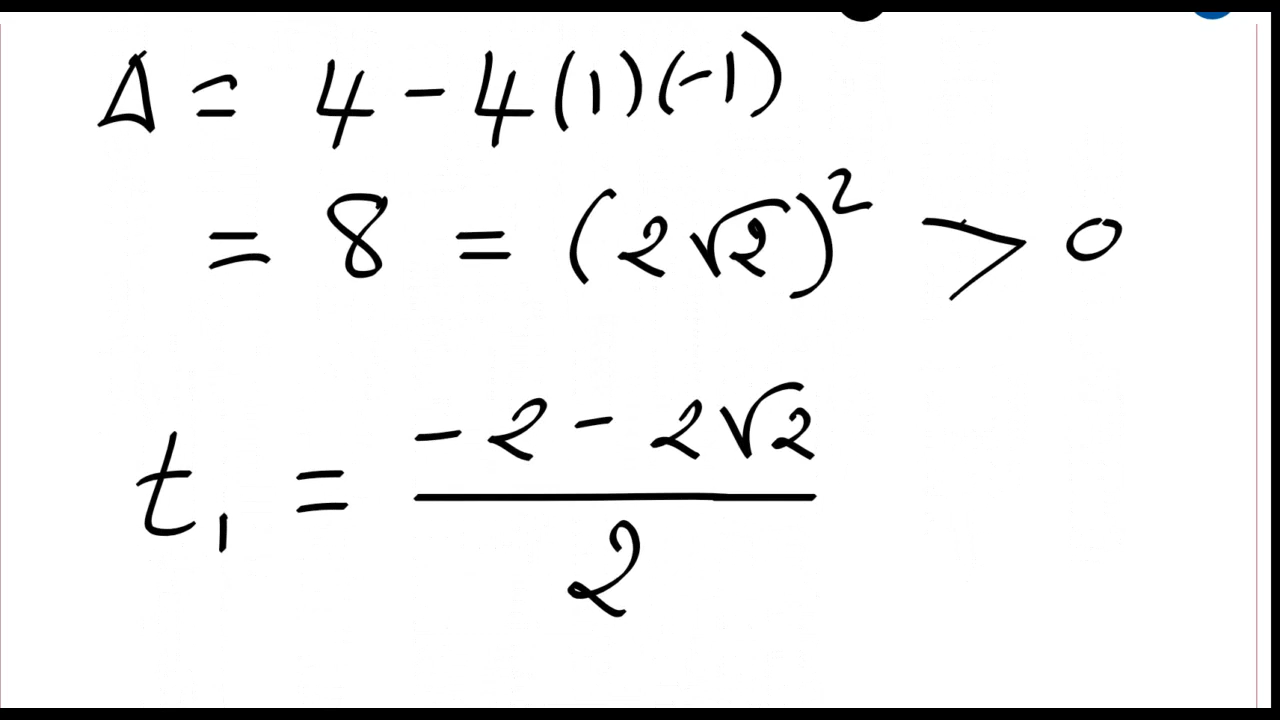 Δ = 4 - 4(1)(-1)
= 8 = (2√2)² > 0
t₁ = (-2 - 2√2)/2